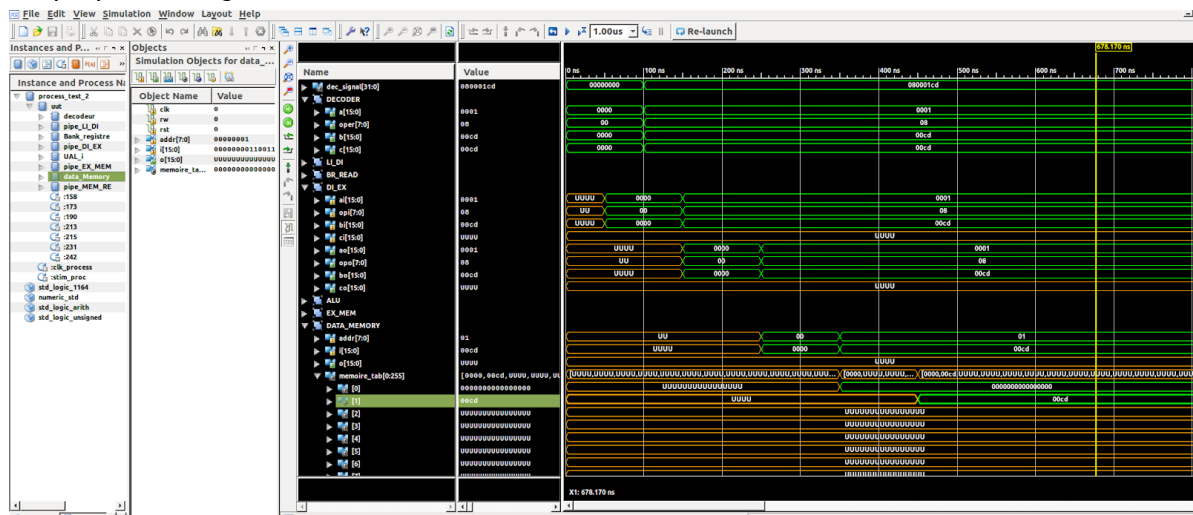 File Edit View Simulation Window Layout Help
1.00us Re-launch
Instances and P...
Instance and Process Na
process_test_2
uut
decodeur
pipe_LI_DI
Bank_registre
pipe_DI_EX
UAL_i
pipe_EX_MEM
data_Memory
pipe_MEM_RE
:158
:173
:190
:213
:215
:231
:242
:clk_process
:stim_proc
std_logic_1164
numeric_std
std_logic_arith
std_logic_unsigned
Objects
Simulation Objects for data_...
Object Name Value
clk 0
rw 0
rst 0
addr[7:0] 00000001
i[15:0] 00000000110011
o[15:0] UUUUUUUUUUUUUU
memoire_ta... 00000000000000
678.170 ns
Name Value 0 ns 100 ns 200 ns 300 ns 400 ns 500 ns 600 ns 700 ns
dec_signal[31:0] 080001cd 00000000 080001cd
DECODER
a[15:0] 0001 0000 0001
oper[7:0] 08 00 08
b[15:0] 00cd 0000 00cd
c[15:0] 00cd 0000 00cd
LI_DI
BR_READ
DI_EX
ai[15:0] 0001 UUUU 0000 0001
opi[7:0] 08 UU 00 08
bi[15:0] 00cd UUUU 0000 00cd
ci[15:0] UUUU UUUU
ao[15:0] 0001 UUUU 0000 0001
opo[7:0] 08 UU 00 08
bo[15:0] 00cd UUUU 0000 00cd
co[15:0] UUUU UUUU
ALU
EX_MEM
DATA_MEMORY
addr[7:0] 01 UU 00 01
i[15:0] 00cd UUUU 0000 00cd
o[15:0] UUUU UUUU
memoire_tab[0:255] [0000,00cd,UUUU,UUUU,UU
[0] 0000000000000000 UUUUUUUUUUUUUUUU 0000000000000000
[1] 00cd UUUU 00cd
[2] UUUUUUUUUUUUUUUU UUUUUUUUUUUUUUUU
[3] UUUUUUUUUUUUUUUU UUUUUUUUUUUUUUUU
[4] UUUUUUUUUUUUUUUU UUUUUUUUUUUUUUUU
[5] UUUUUUUUUUUUUUUU UUUUUUUUUUUUUUUU
[6] UUUUUUUUUUUUUUUU UUUUUUUUUUUUUUUU
X1: 678.170 ns